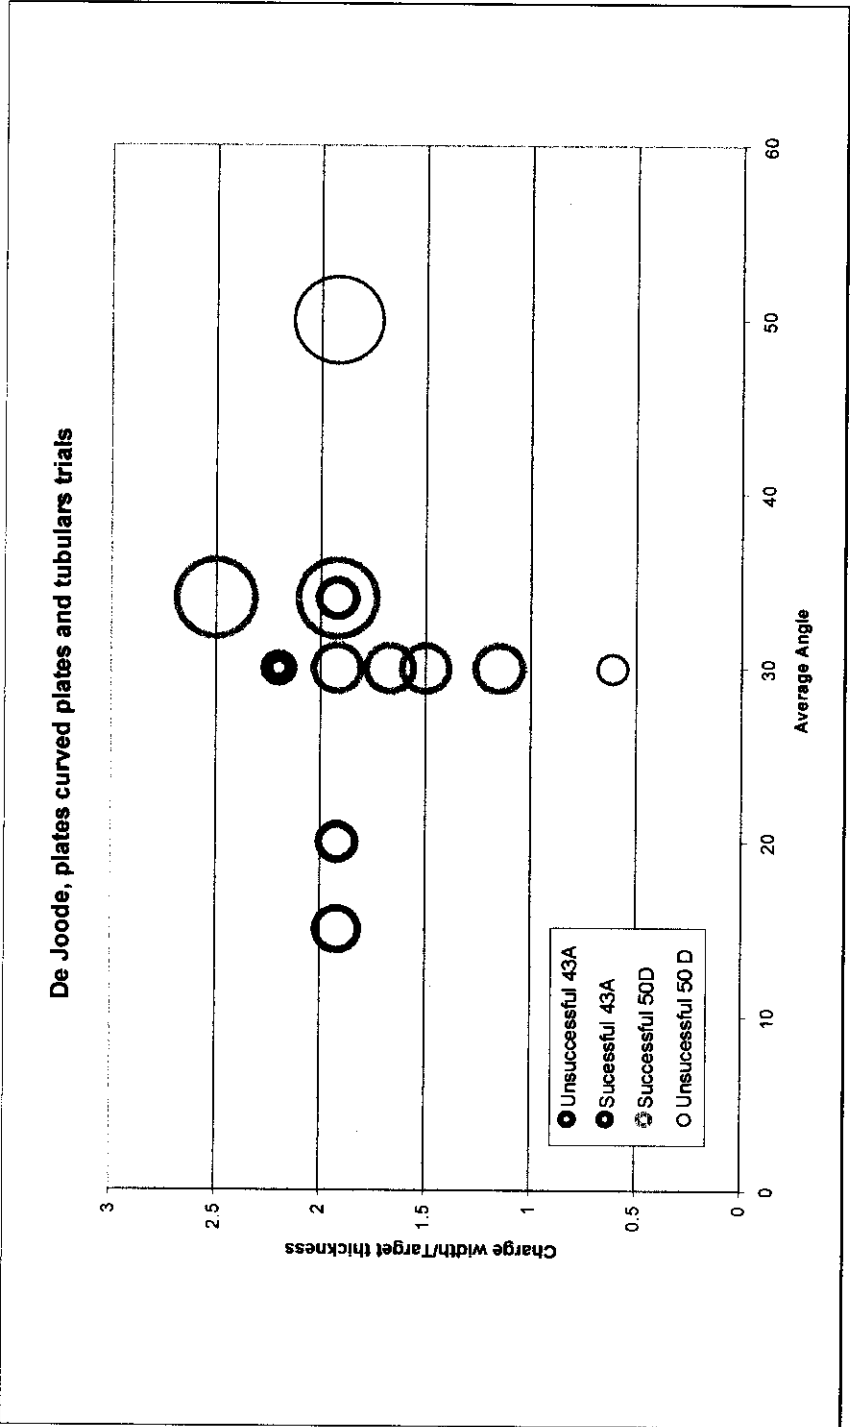 De Joode, plates curved plates and tubulars trials
Charge width/Target thickness
3
2.5
2
1.5
1
0.5
0
0
10
20
30
40
50
60
Average Angle
Unsuccessful 43A
Sucessful 43A
Successful 50D
Unsucessful 50 D